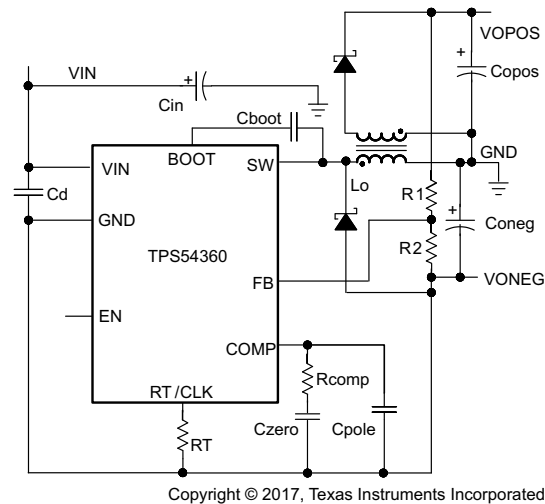 VOPOS
VIN
Copos
Cin
Cboot
BOOT
GND
VIN
SW
Lo
R1
Cd
GND
Coneg
R2
TPS54360
FB
VONEG
EN
COMP
Rcomp
RT/CLK
Czero
Cpole
RT
Copyright © 2017, Texas Instruments Incorporated